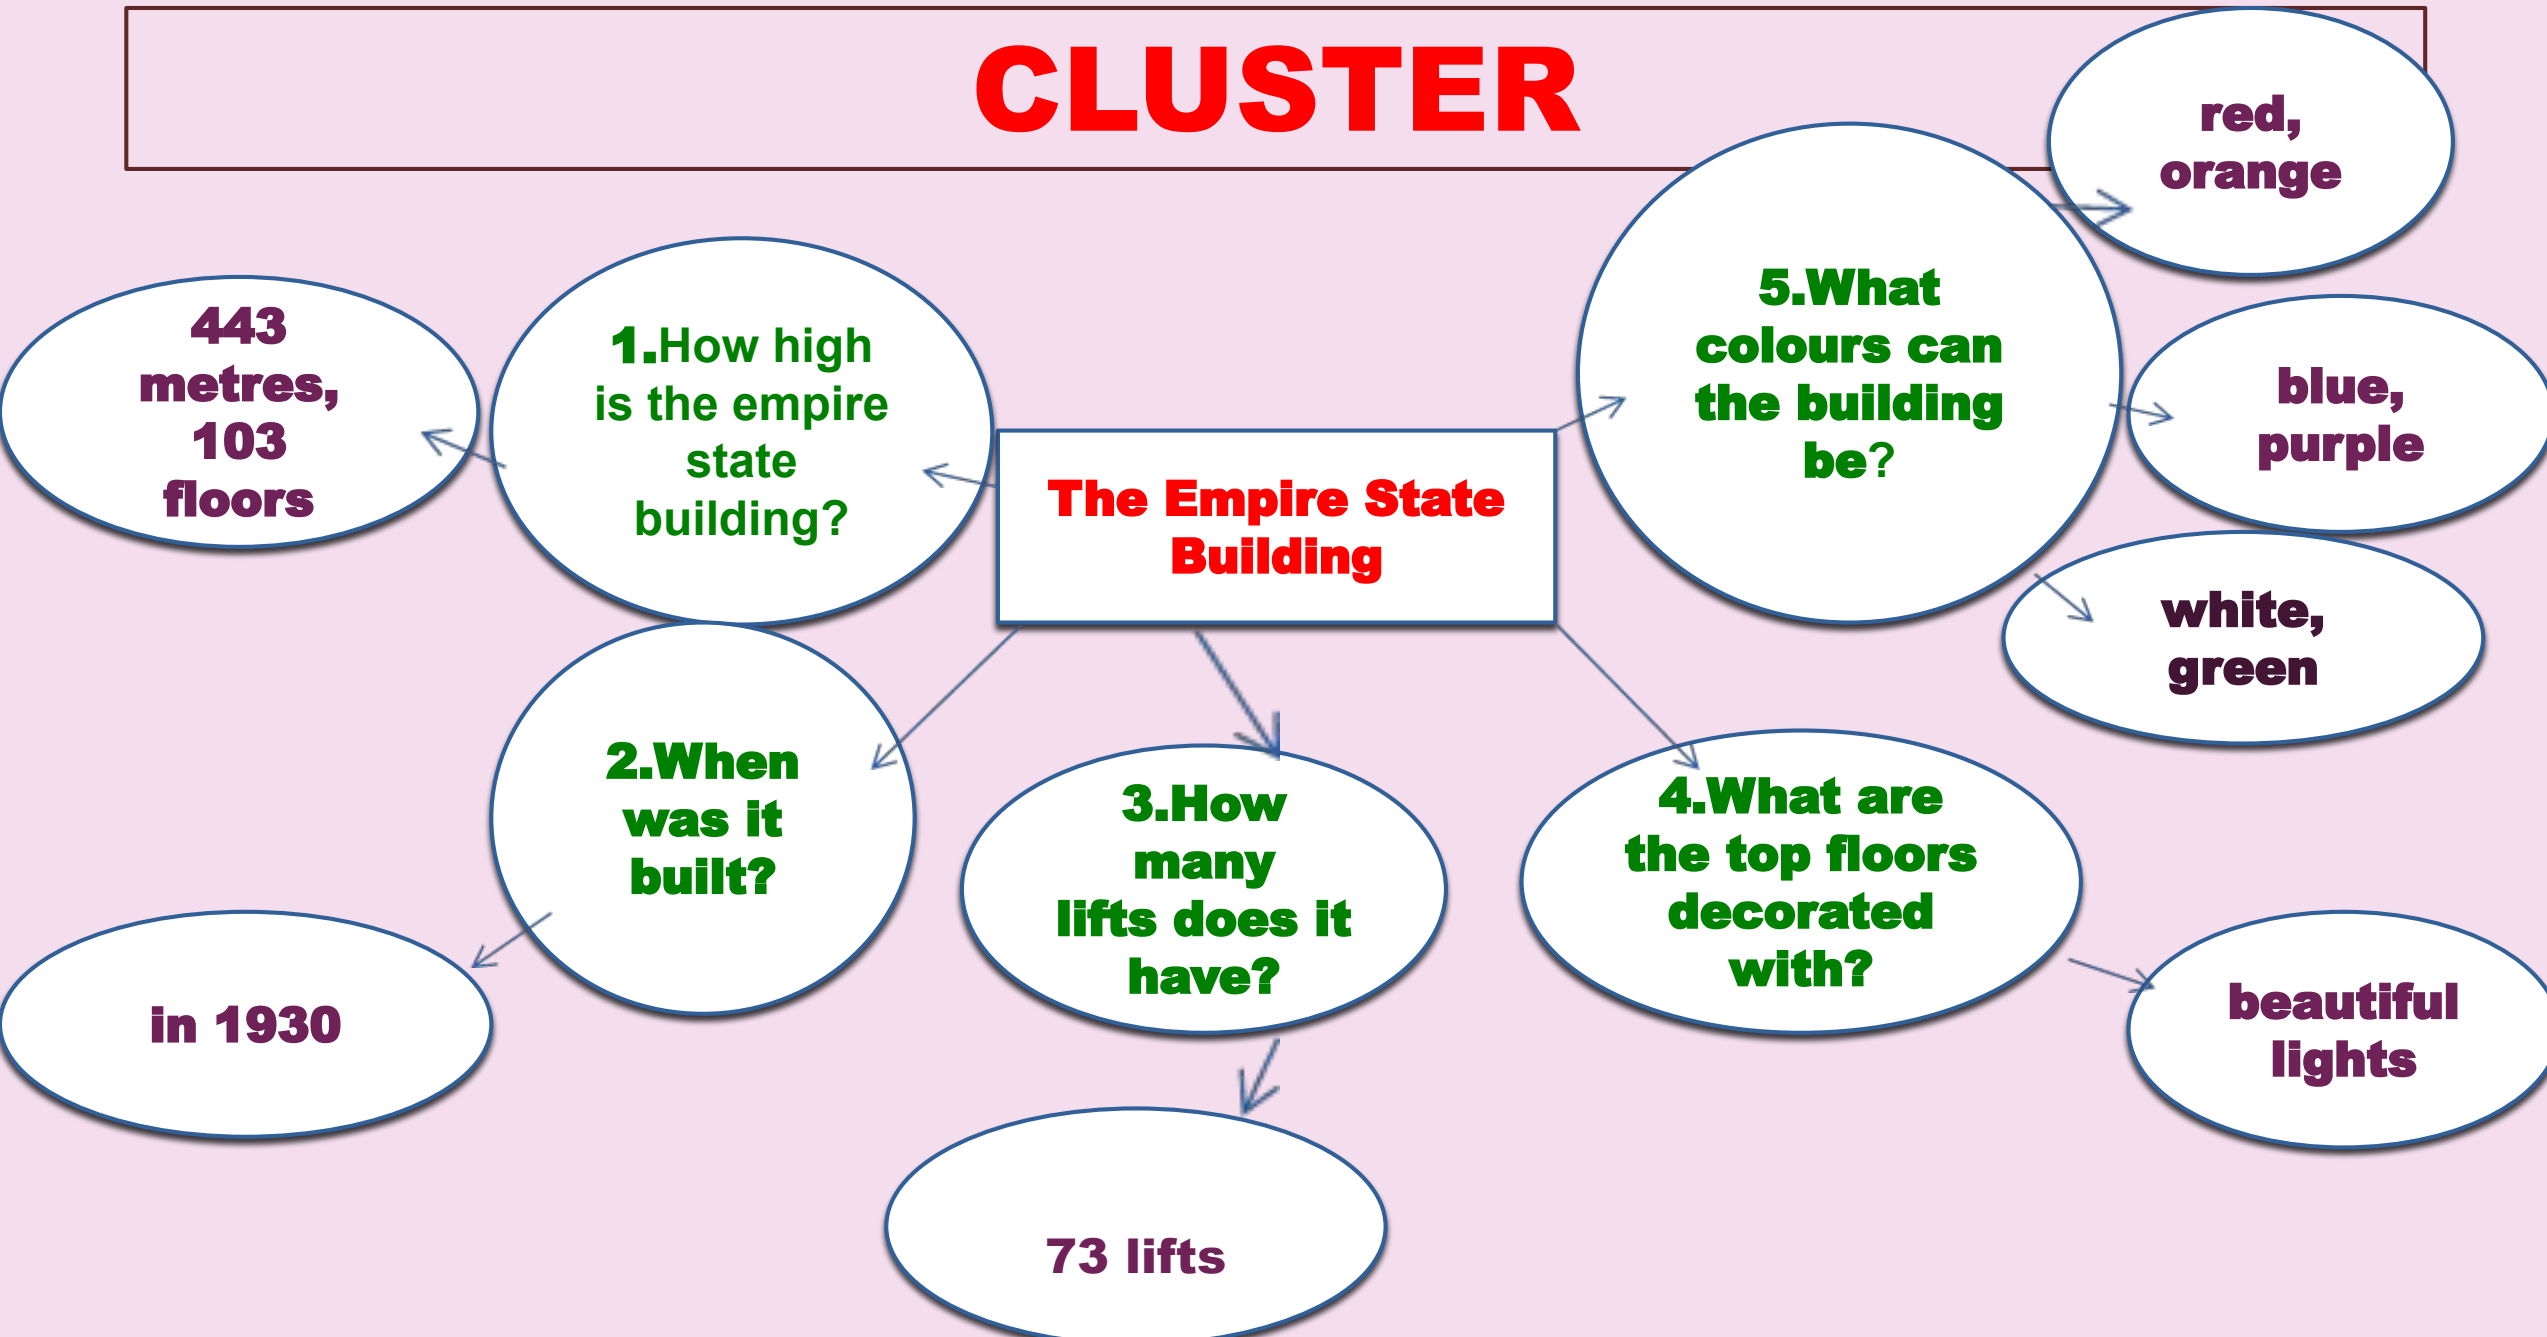 CLUSTER
The Empire State
Building
1.How high
is the empire
state
building?
443
metres,
103
floors
2.When
was it
built?
in 1930
3.How
many
lifts does it
have?
73 lifts
4.What are
the top floors
decorated
with?
beautiful
lights
5.What
colours can
the building
be?
red,
orange
blue,
purple
white,
green